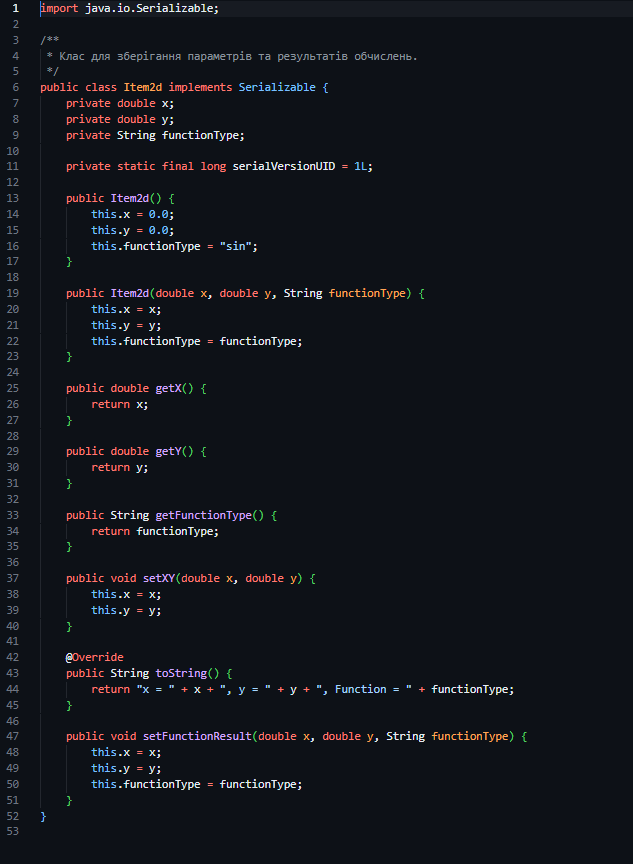 1 import java.io.Serializable;
2
3 /**
4  * Клас для зберігання параметрів та результатів обчислень.
5  */
6 public class Item2d implements Serializable {
7     private double x;
8     private double y;
9     private String functionType;
10
11     private static final long serialVersionUID = 1L;
12
13     public Item2d() {
14         this.x = 0.0;
15         this.y = 0.0;
16         this.functionType = "sin";
17     }
18
19     public Item2d(double x, double y, String functionType) {
20         this.x = x;
21         this.y = y;
22         this.functionType = functionType;
23     }
24
25     public double getX() {
26         return x;
27     }
28
29     public double getY() {
30         return y;
31     }
32
33     public String getFunctionType() {
34         return functionType;
35     }
36
37     public void setXY(double x, double y) {
38         this.x = x;
39         this.y = y;
40     }
41
42     @Override
43     public String toString() {
44         return "x = " + x + ", y = " + y + ", Function = " + functionType;
45     }
46
47     public void setFunctionResult(double x, double y, String functionType) {
48         this.x = x;
49         this.y = y;
50         this.functionType = functionType;
51     }
52 }
53